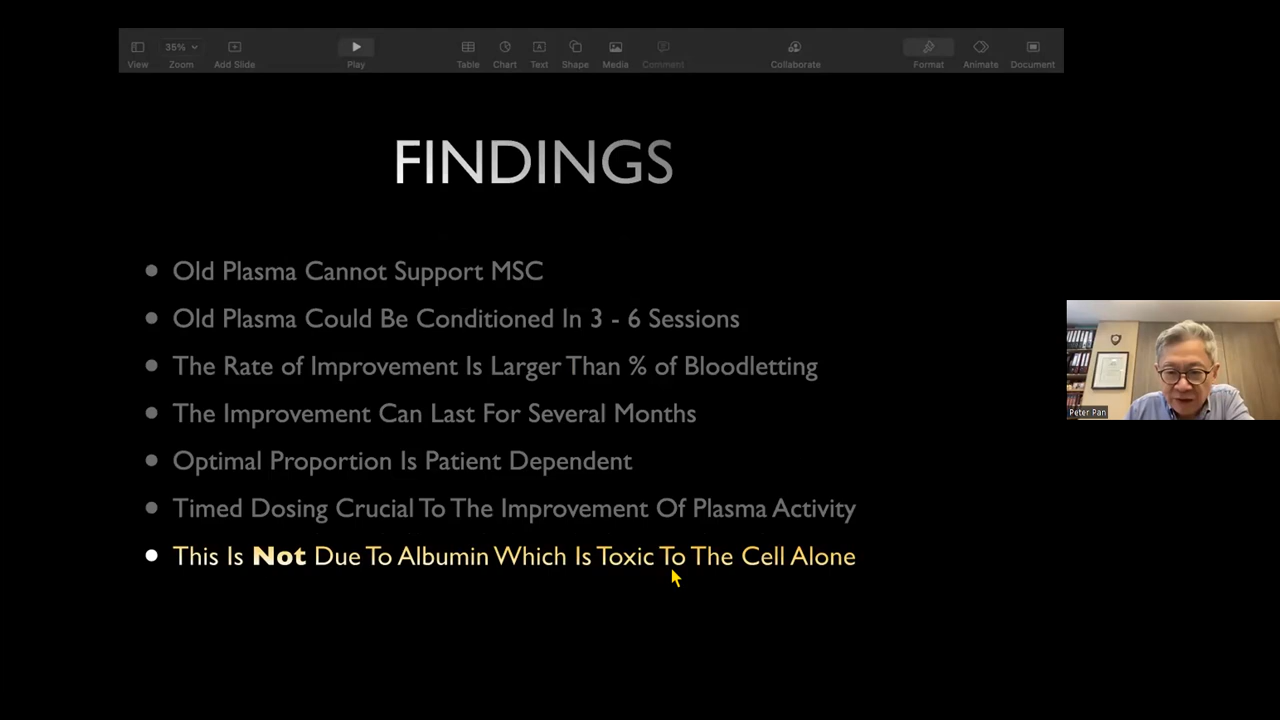 35%
View Zoom Add Slide Play Table Chart Text Shape Media Comment Collaborate Format Animate Document
FINDINGS
• Old Plasma Cannot Support MSC
• Old Plasma Could Be Conditioned In 3 - 6 Sessions
• The Rate of Improvement Is Larger Than % of Bloodletting
• The Improvement Can Last For Several Months
• Optimal Proportion Is Patient Dependent
• Timed Dosing Crucial To The Improvement Of Plasma Activity
• This Is Not Due To Albumin Which Is Toxic To The Cell Alone
Peter Pan